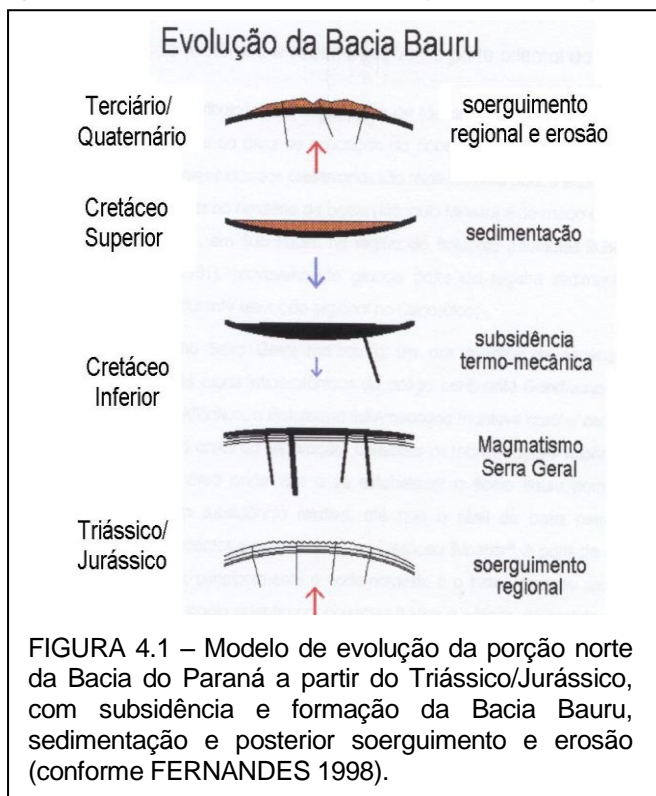 Evolução da Bacia Bauru
Terciário/
Quaternário
soerguimento
regional e erosão
Cretáceo
Superior
sedimentação
Cretáceo
Inferior
subsidência
termo-mecânica
Magmatismo
Serra Geral
Triássico/
Jurássico
soerguimento
regional
FIGURA 4.1 – Modelo de evolução da porção norte
da Bacia do Paraná a partir do Triássico/Jurássico,
com subsidência e formação da Bacia Bauru,
sedimentação e posterior soerguimento e erosão
(conforme FERNANDES 1998).